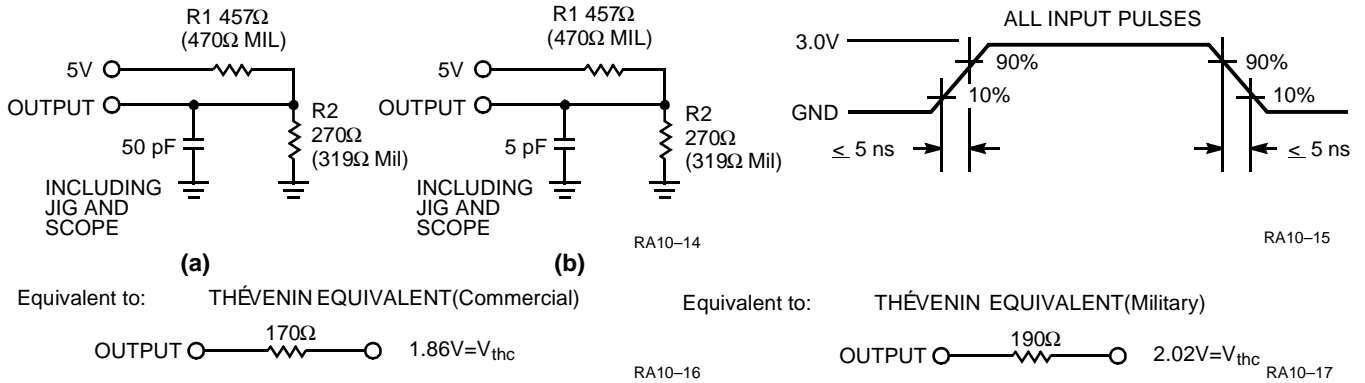 R1 457Ω
(470Ω MIL)
5V
OUTPUT
R2
270Ω
(319Ω Mil)
50 pF
INCLUDING
JIG AND
SCOPE
(a)
R1 457Ω
(470Ω MIL)
5V
OUTPUT
R2
270Ω
(319Ω Mil)
5 pF
INCLUDING
JIG AND
SCOPE
(b)
RA10–14
ALL INPUT PULSES
3.0V
90%
10%
GND
≤ 5 ns
90%
10%
≤ 5 ns
RA10–15
Equivalent to: THÉVENIN EQUIVALENT(Commercial)
170Ω
OUTPUT 1.86V=Vthc
RA10–16
Equivalent to: THÉVENIN EQUIVALENT(Military)
190Ω
OUTPUT 2.02V=Vthc
RA10–17